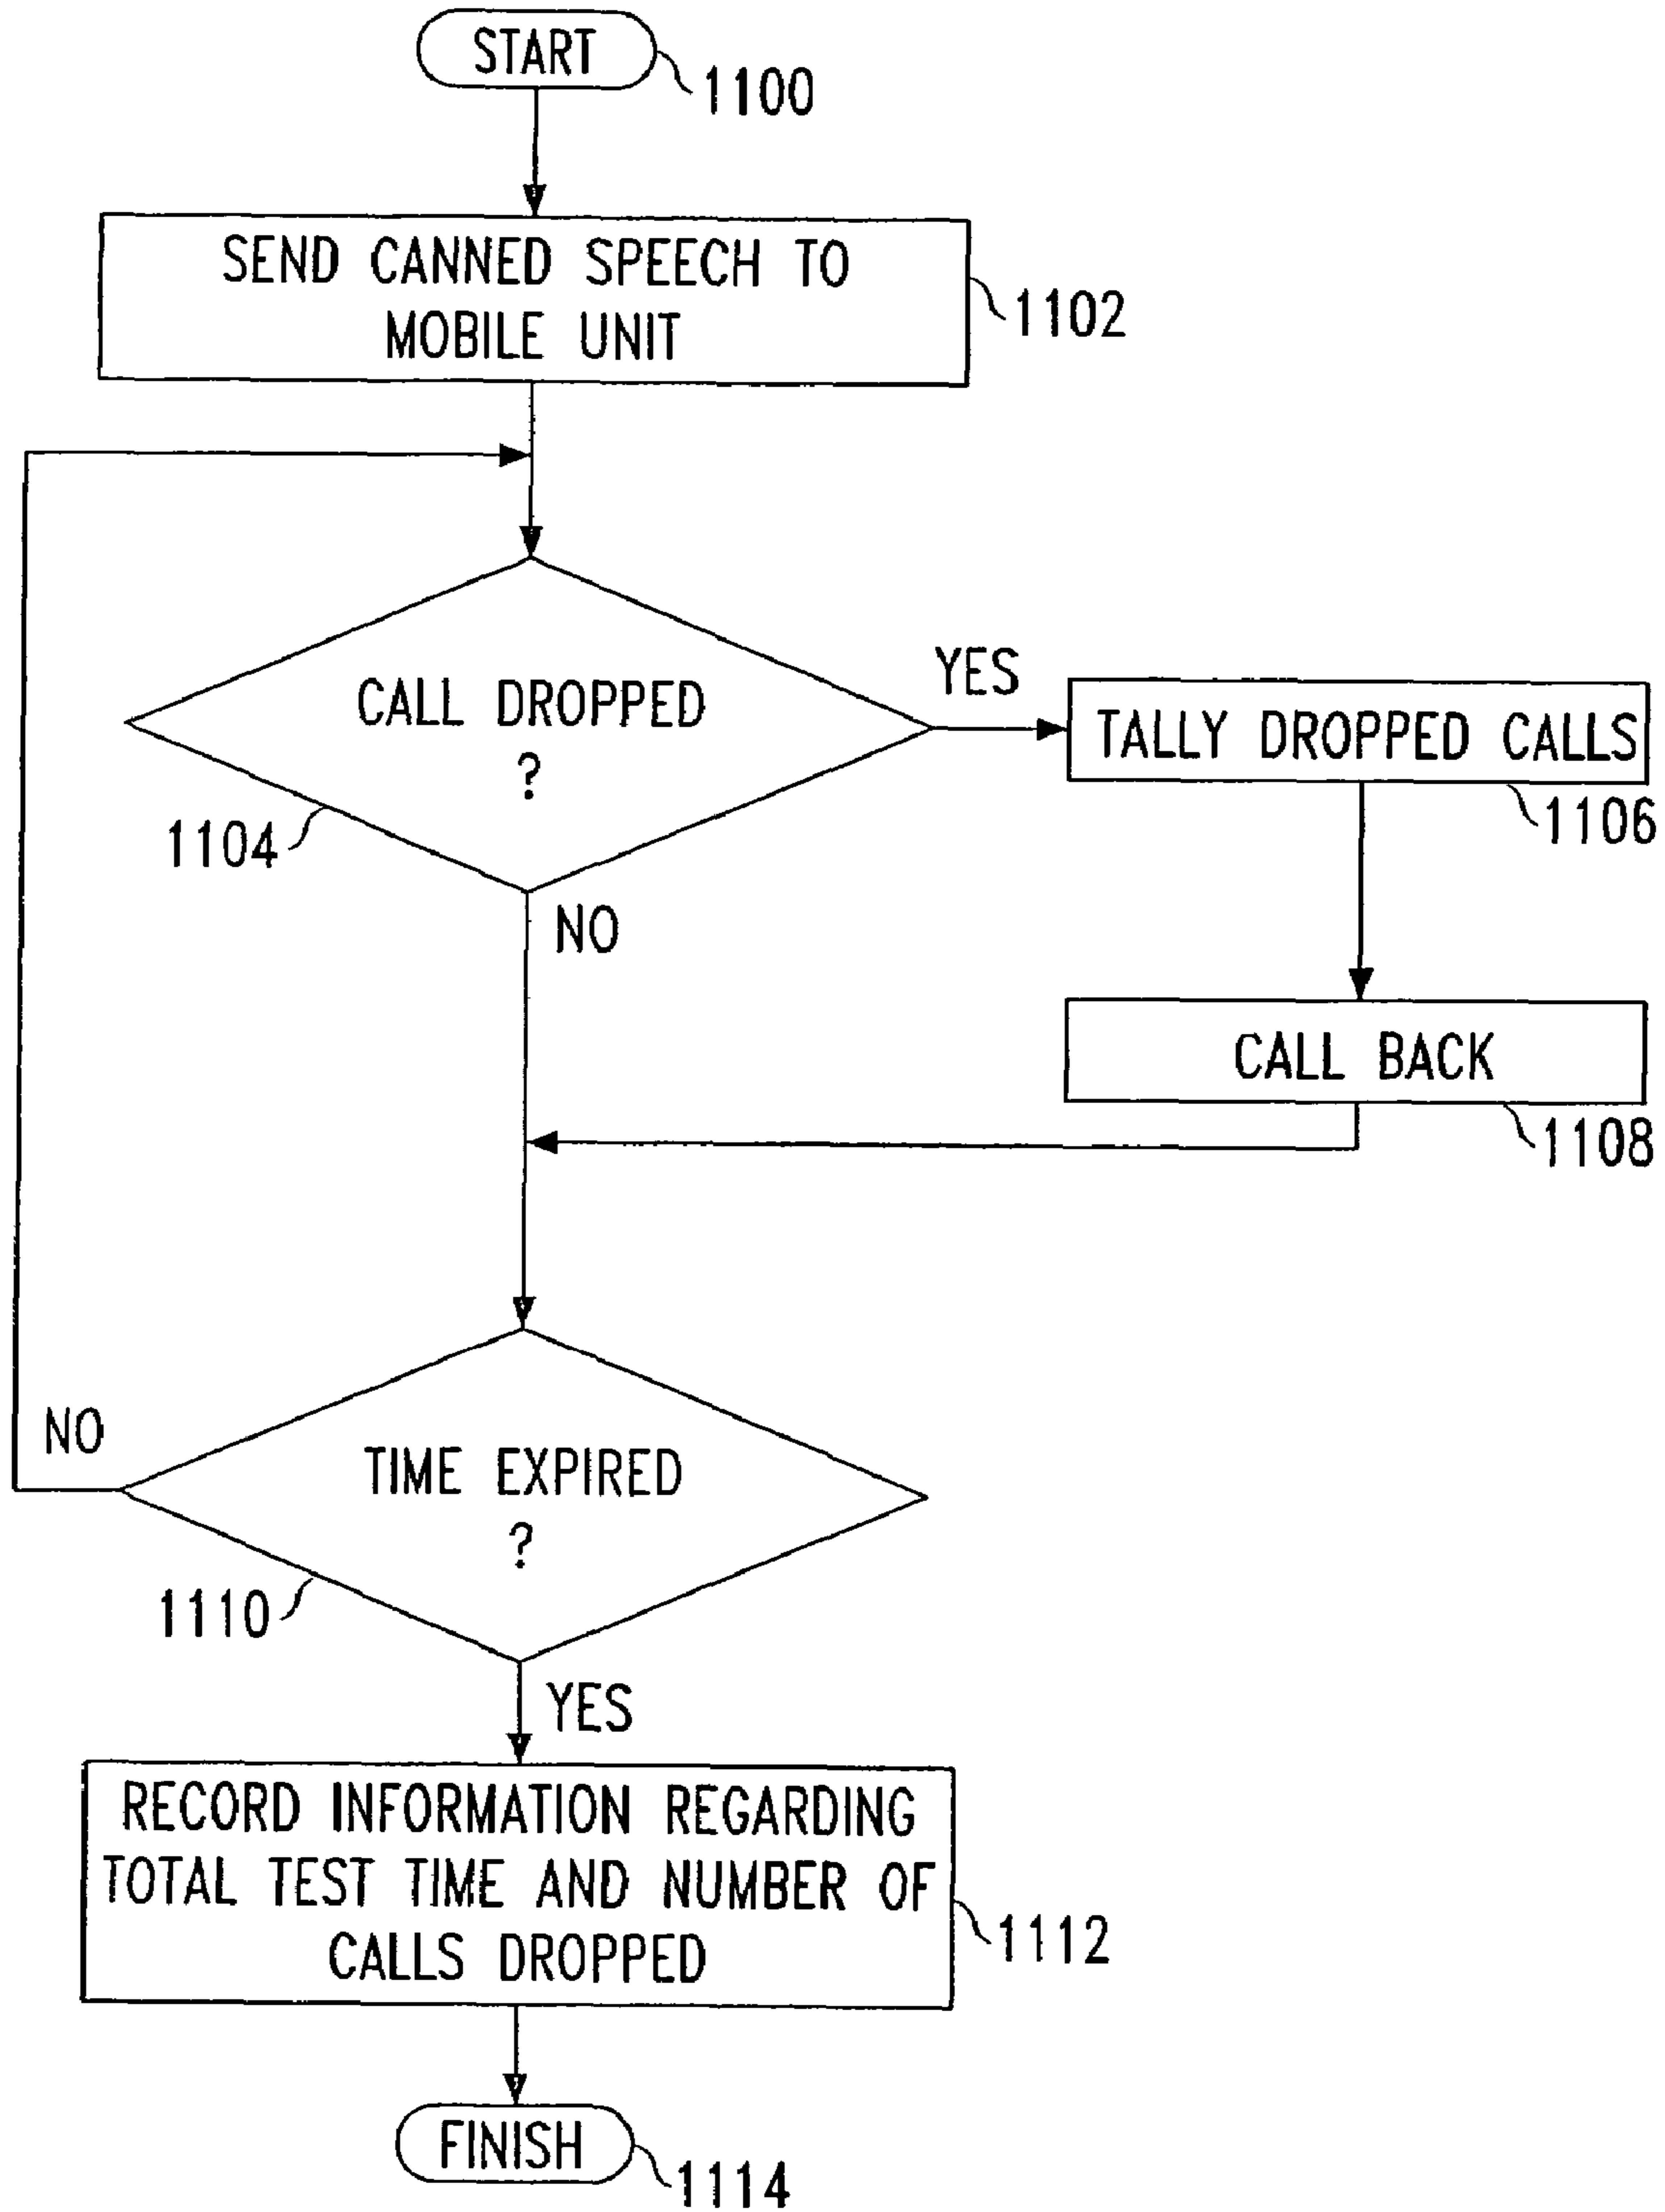 START
1100
SEND CANNED SPEECH TO
MOBILE UNIT
1102
CALL DROPPED
?
1104
YES
TALLY DROPPED CALLS
1106
NO
CALL BACK
1108
TIME EXPIRED
?
1110
NO
YES
RECORD INFORMATION REGARDING
TOTAL TEST TIME AND NUMBER OF
CALLS DROPPED
1112
FINISH
1114